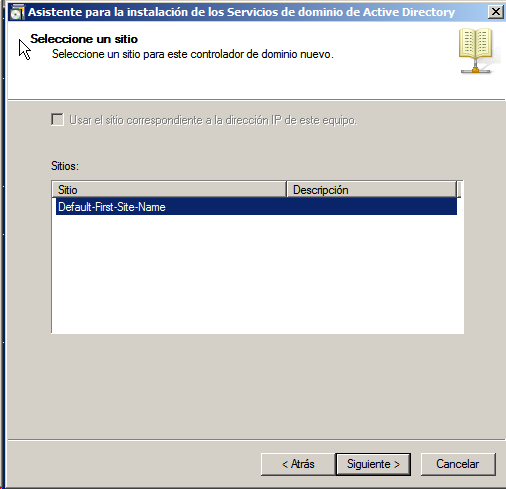 Asistente para la instalación de los Servicios de dominio de Active Directory
Seleccione un sitio
Seleccione un sitio para este controlador de dominio nuevo.
Usar el sitio correspondiente a la dirección IP de este equipo.
Sitios:
Sitio Descripción
Default-First-Site-Name
< Atrás Siguiente > Cancelar